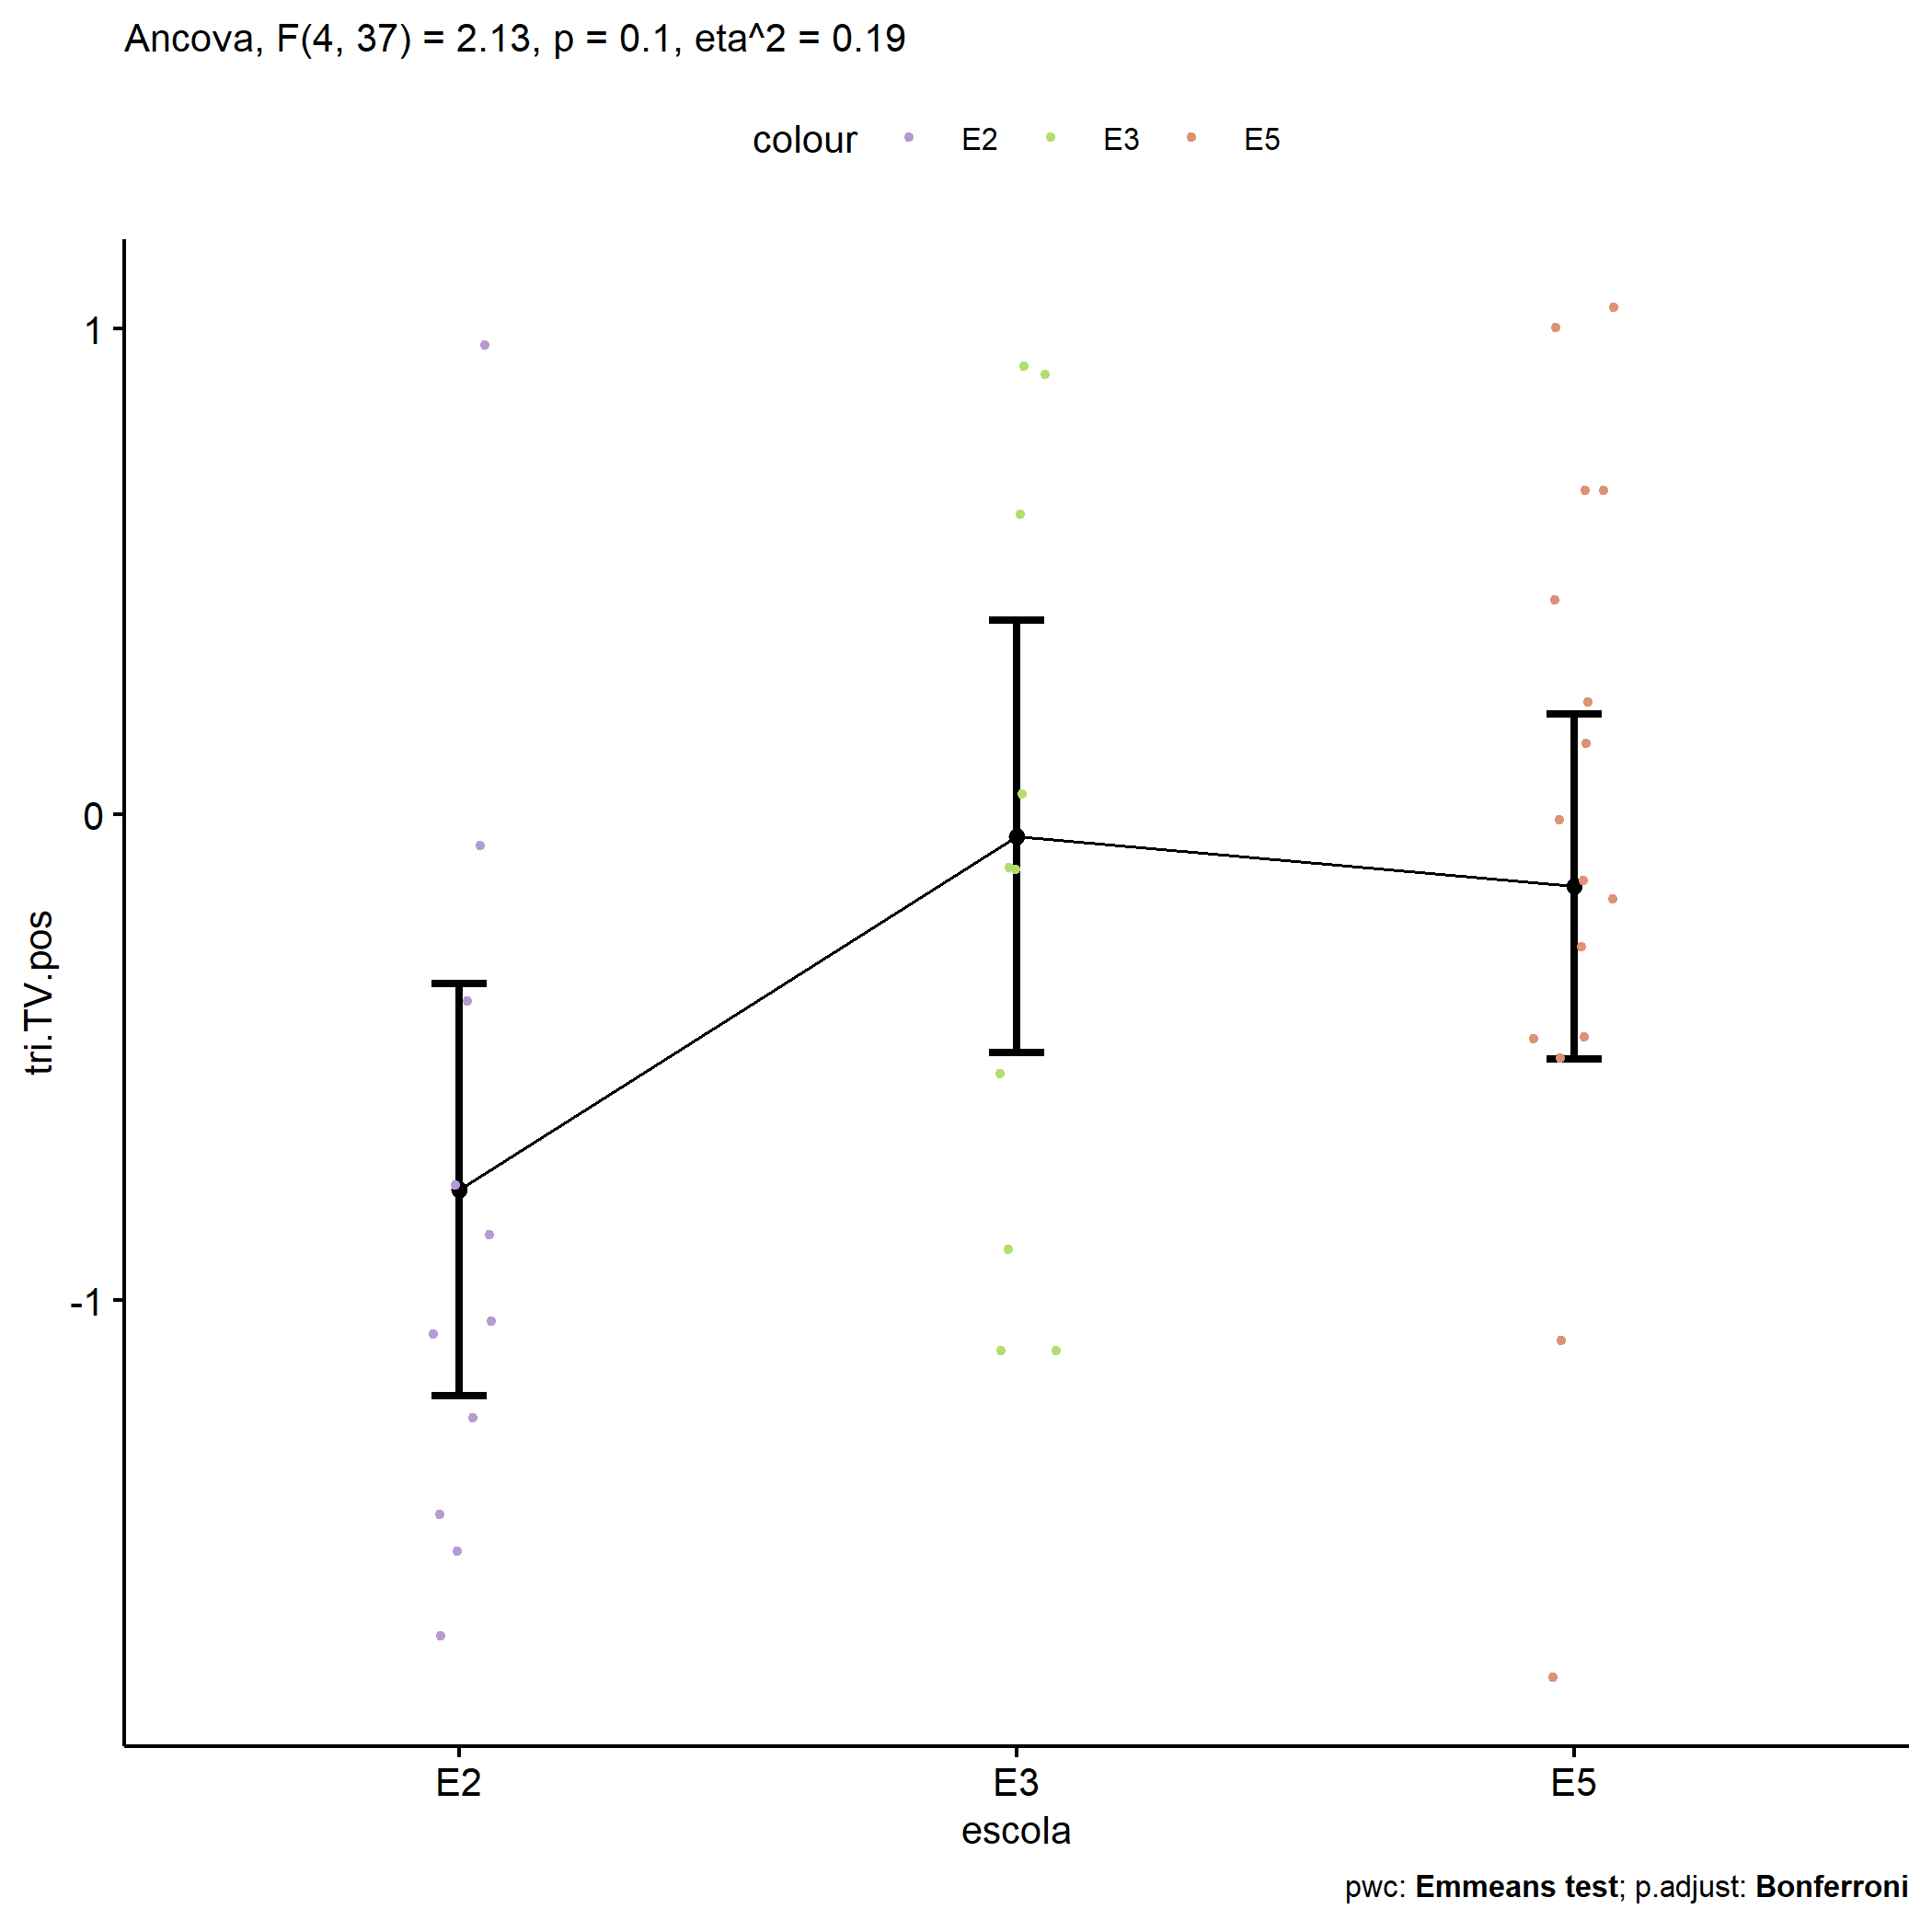 Ancova, F(4, 37) = 2.13, p = 0.1, eta^2 = 0.19
colour E2 E3 E5
1
0
-1
tri.TV.pos
E2 E3 E5
escola
pwc: Emmeans test; p.adjust: Bonferroni